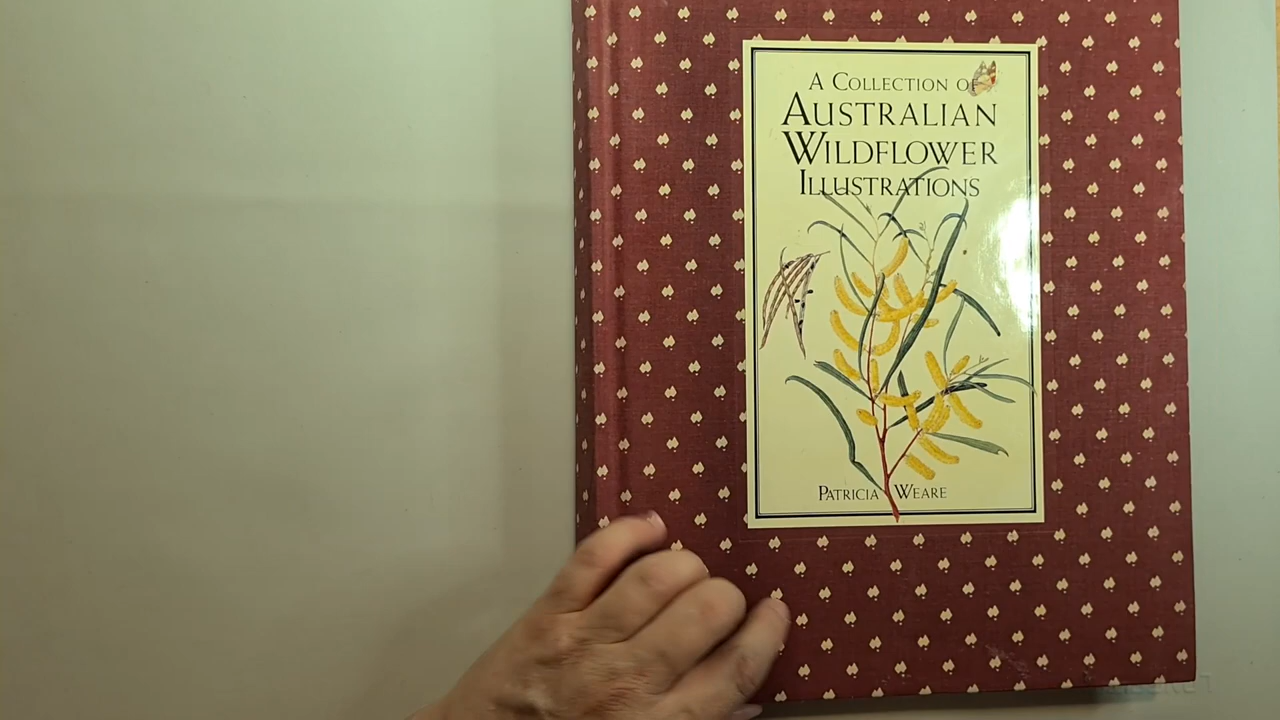 A COLLECTION OF
AUSTRALIAN
WILDFLOWER
ILLUSTRATIONS
PATRICIA WEARE